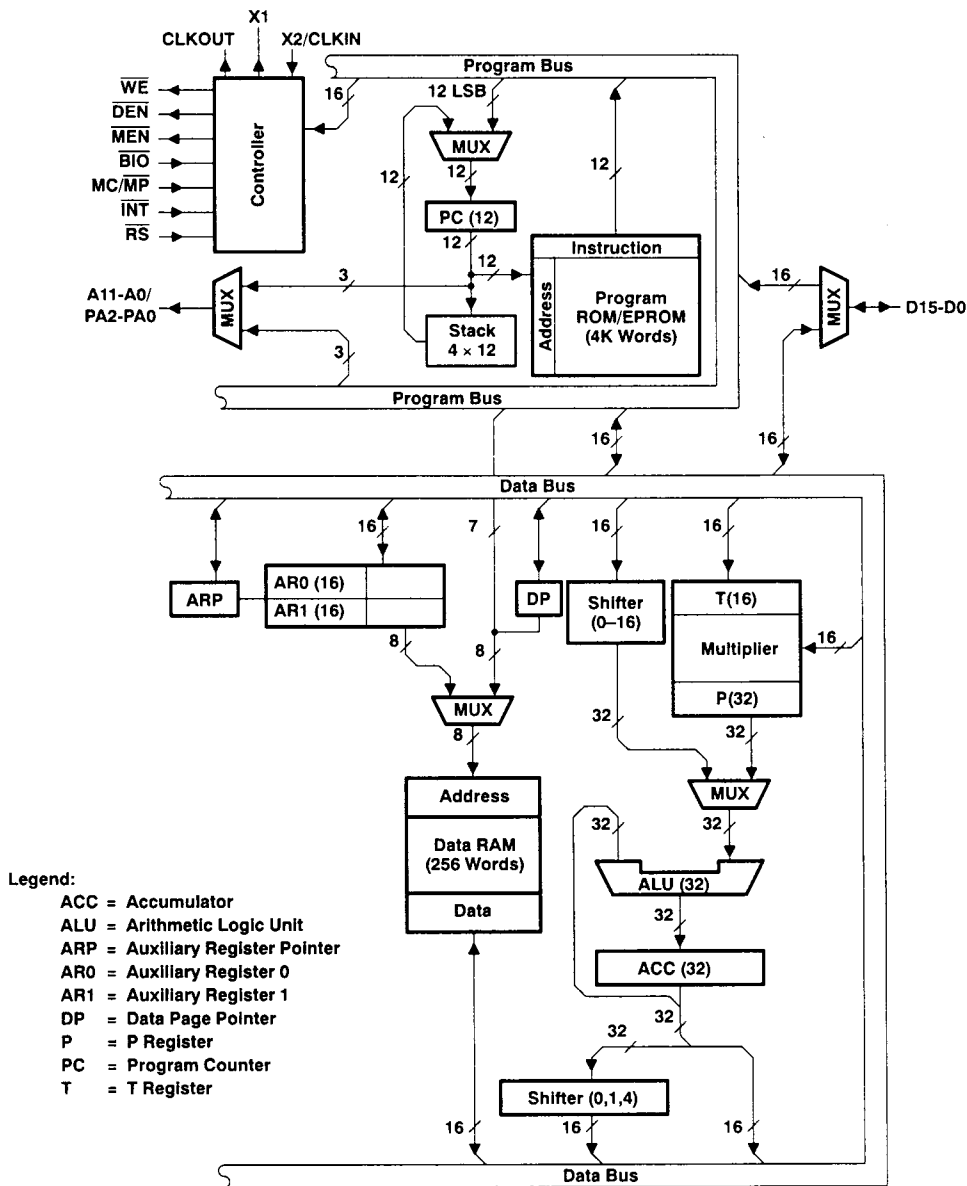 X1
CLKOUT
X2/CLKIN
Program Bus
WE
DEN
MEN
BIO
MC/MP
INT
RS
Controller
16
12 LSB
MUX
12
12
12
PC (12)
12
12
Instruction
Address
Program
ROM/EPROM
(4K Words)
Stack
4 × 12
A11-A0/
PA2-PA0
MUX
3
3
16
MUX
D15-D0
Program Bus
16
16
Data Bus
16
7
16
16
ARP
AR0 (16)
AR1 (16)
DP
Shifter
(0–16)
T(16)
Multiplier
P(32)
16
8
8
MUX
8
32
32
MUX
32
32
Address
Data RAM
(256 Words)
Data
ALU (32)
32
ACC (32)
32
32
Shifter (0,1,4)
16
16
16
Data Bus
Legend:
ACC = Accumulator
ALU = Arithmetic Logic Unit
ARP = Auxiliary Register Pointer
AR0 = Auxiliary Register 0
AR1 = Auxiliary Register 1
DP = Data Page Pointer
P = P Register
PC = Program Counter
T = T Register